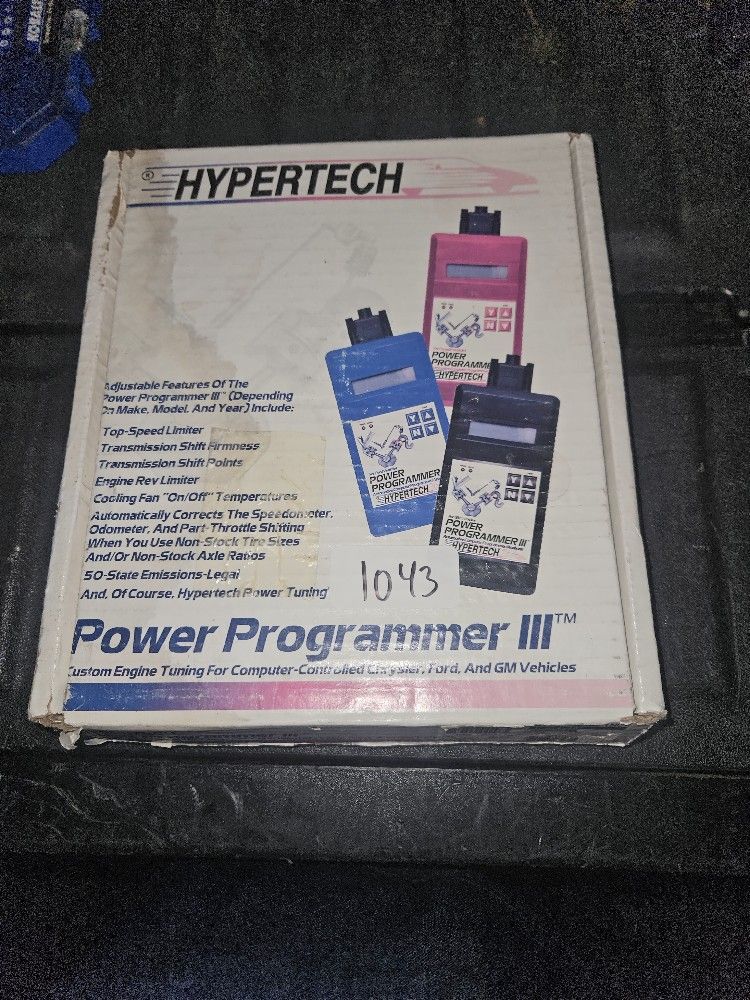 KOBALT
® HYPERTECH
POWER
PROGRAMMER
HYPERTECH
POWER
PROGRAMMER
HYPERTECH
POWER
PROGRAMMER III™
HYPERTECH
Adjustable Features Of The
Power Programmer III™ (Depending
On Make, Model, And Year) Include:
Top-Speed Limiter
Transmission Shift Firmness
Transmission Shift Points
Engine Rev Limiter
Cooling Fan "On/Off" Temperatures
Automatically Corrects The Speedometer,
Odometer, And Part-Throttle Shifting
When You Use Non-Stock Tire Sizes
And/Or Non-Stock Axle Ratios
50-State Emissions-Legal
And, Of Course, Hypertech Power Tuning
1043
Power Programmer III™
Custom Engine Tuning For Computer-Controlled Chrysler, Ford, And GM Vehicles